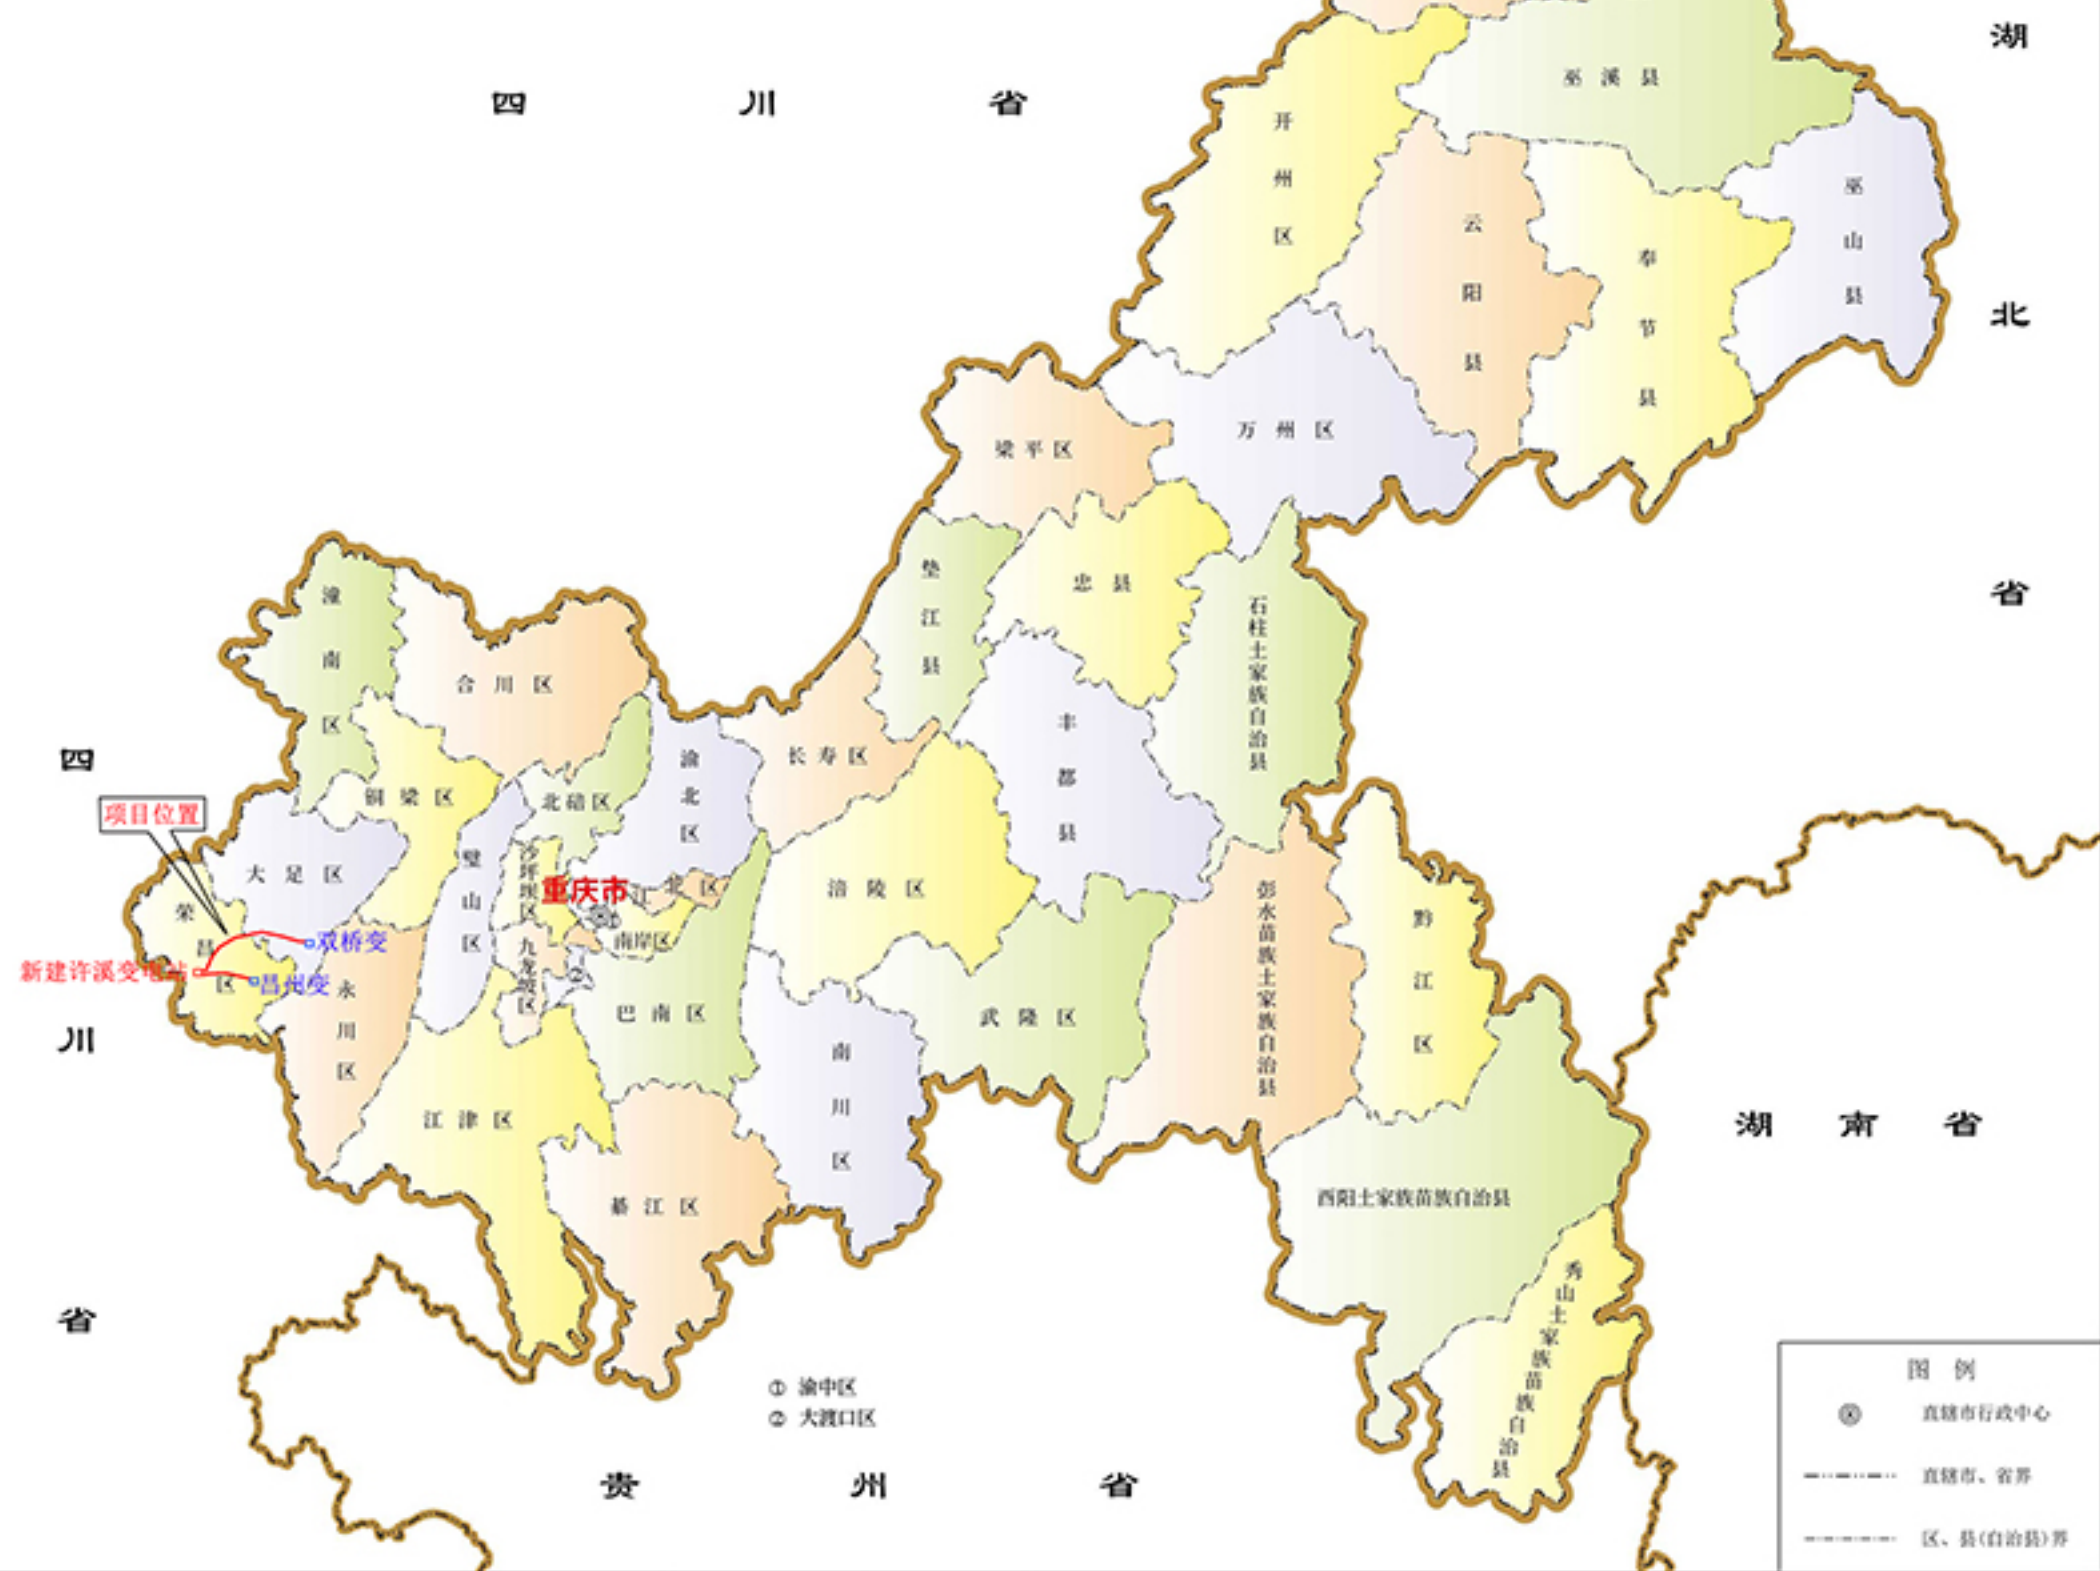 四 川 省
湖
北
省
巫溪县
开州区
云阳县
奉节县
巫山县
万州区
梁平区
忠县
垫江县
石柱土家族自治县
潼南区
合川区
丰都县
长寿区
渝北区
北碚区
铜梁区
四
川
省
项目位置
大足区
璧山区
沙坪坝区
重庆市
江北区
①
涪陵区
荣昌区
双桥变
新建许溪变电站
昌州变
永川区
南岸区
九龙坡区
②
巴南区
武隆区
彭水苗族土家族自治县
黔江区
南川区
江津区
綦江区
湖 南 省
酉阳土家族苗族自治县
秀山土家族苗族自治县
① 渝中区
② 大渡口区
贵 州 省
图 例
直辖市行政中心
直辖市、省界
区、县(自治县)界